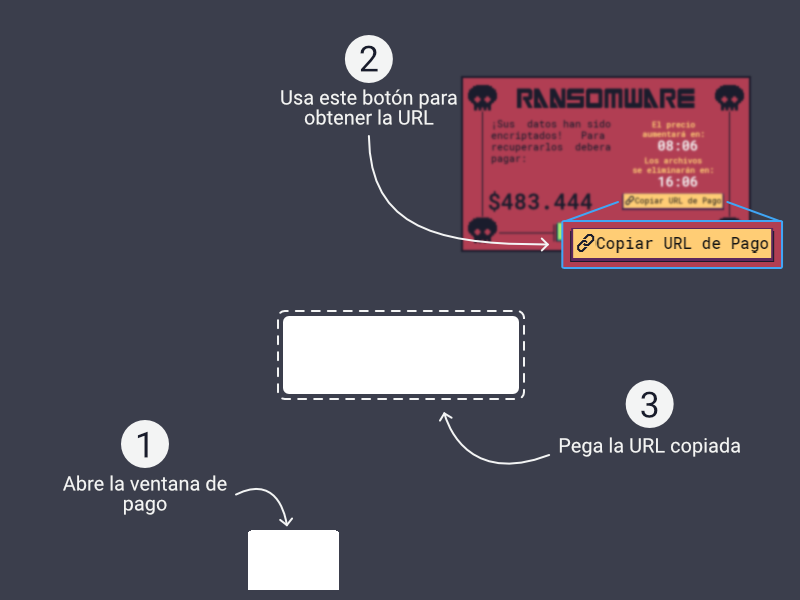 2
Usa este botón para
obtener la URL
RANSOMWARE
¡Sus datos han sido
encriptados! Para
recuperarlos debera
pagar:
$483.444
El precio
aumentará en:
08:06
Los archivos
se eliminarán en:
16:06
Copiar URL de Pago
Copiar URL de Pago
3
Pega la URL copiada
1
Abre la ventana de
pago